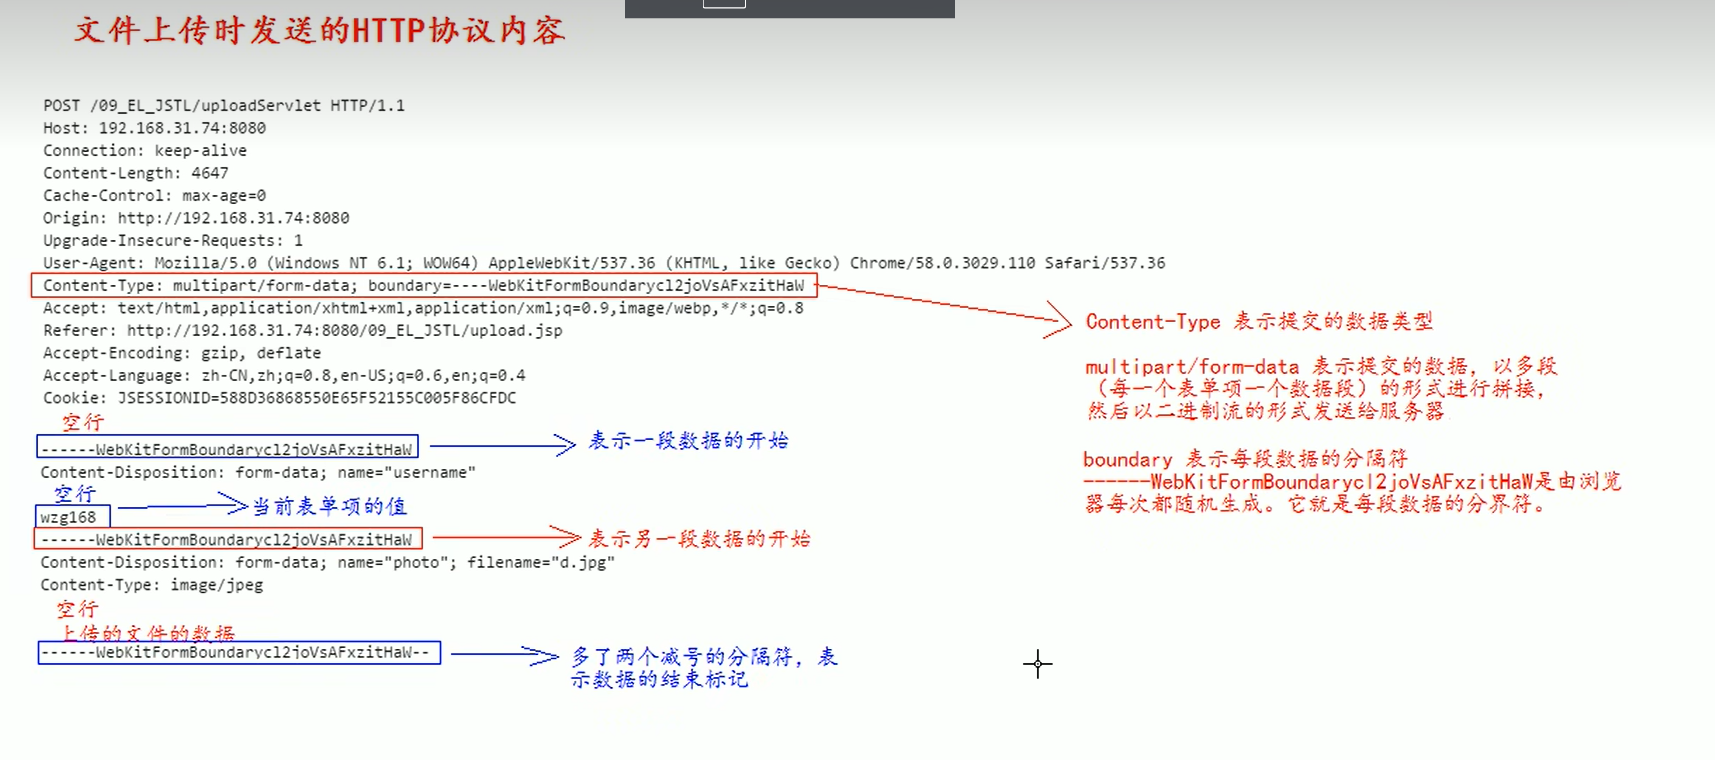 文件上传时发送的HTTP协议内容
POST /09_EL_JSTL/uploadServlet HTTP/1.1
Host: 192.168.31.74:8080
Connection: keep-alive
Content-Length: 4647
Cache-Control: max-age=0
Origin: http://192.168.31.74:8080
Upgrade-Insecure-Requests: 1
User-Agent: Mozilla/5.0 (Windows NT 6.1; WOW64) AppleWebKit/537.36 (KHTML, like Gecko) Chrome/58.0.3029.110 Safari/537.36
Content-Type: multipart/form-data; boundary=----WebKitFormBoundarycl2joVsAFxzitHaW
Accept: text/html,application/xhtml+xml,application/xml;q=0.9,image/webp,*/*;q=0.8
Referer: http://192.168.31.74:8080/09_EL_JSTL/upload.jsp
Accept-Encoding: gzip, deflate
Accept-Language: zh-CN,zh;q=0.8,en-US;q=0.6,en;q=0.4
Cookie: JSESSIONID=588D36868550E65F52155C005F86CFDC
空行
------WebKitFormBoundarycl2joVsAFxzitHaW
表示一段数据的开始
Content-Disposition: form-data; name="username"
空行
当前表单项的值
wzg168
------WebKitFormBoundarycl2joVsAFxzitHaW
表示另一段数据的开始
Content-Disposition: form-data; name="photo"; filename="d.jpg"
Content-Type: image/jpeg
空行
上传的文件的数据
------WebKitFormBoundarycl2joVsAFxzitHaW--
多了两个减号的分隔符，表
示数据的结束标记
Content-Type 表示提交的数据类型
multipart/form-data 表示提交的数据，以多段
（每一个表单项一个数据段）的形式进行拼接，
然后以二进制流的形式发送给服务器
boundary 表示每段数据的分隔符
------WebKitFormBoundarycl2joVsAFxzitHaW是由浏览
器每次都随机生成。它就是每段数据的分界符。